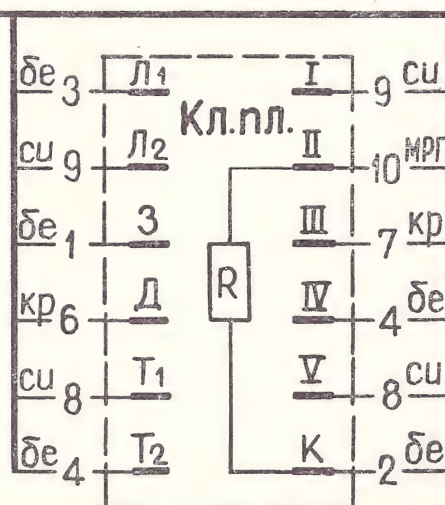 бе 3 Л1 I 9 си
Кл.пл.
си 9 Л2 II 10 мрг
бе 1 З III 7 кр
R
кр 6 Д IV 4 бе
си 8 Т1 V 8 си
бе 4 Т2 К 2 бе